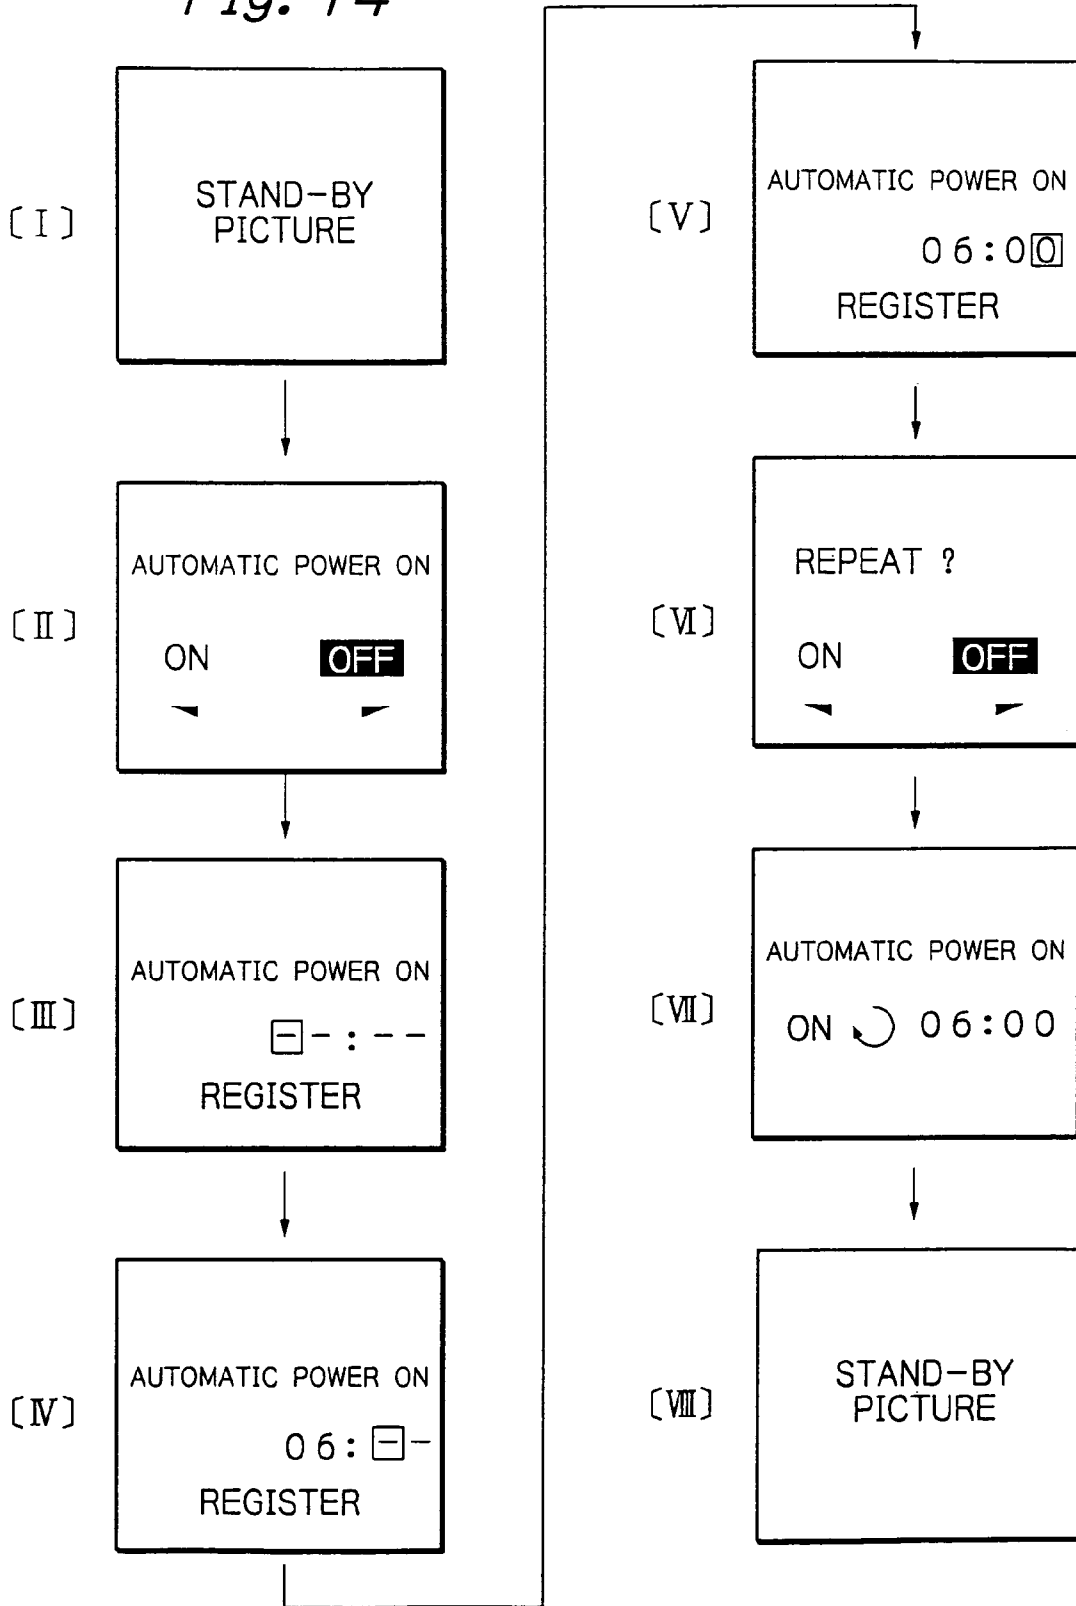 Fig. 14
[I]
STAND-BY
PICTURE
[II]
AUTOMATIC POWER ON
ON OFF
[III]
AUTOMATIC POWER ON
--:--
REGISTER
[IV]
AUTOMATIC POWER ON
06:--
REGISTER
[V]
AUTOMATIC POWER ON
06:00
REGISTER
[VI]
REPEAT ?
ON OFF
[VII]
AUTOMATIC POWER ON
ON 06:00
[VIII]
STAND-BY
PICTURE